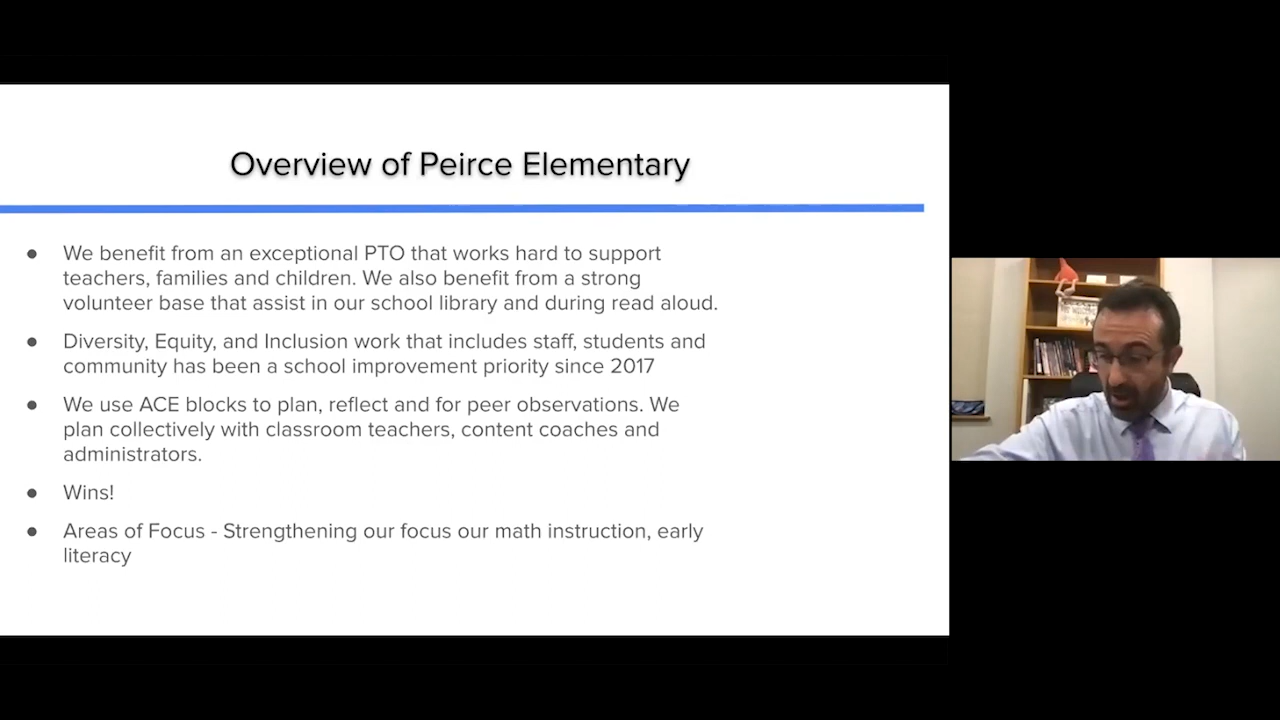 Overview of Peirce Elementary
● We benefit from an exceptional PTO that works hard to support
teachers, families and children. We also benefit from a strong
volunteer base that assist in our school library and during read aloud.
● Diversity, Equity, and Inclusion work that includes staff, students and
community has been a school improvement priority since 2017
● We use ACE blocks to plan, reflect and for peer observations. We
plan collectively with classroom teachers, content coaches and
administrators.
● Wins!
● Areas of Focus - Strengthening our focus our math instruction, early
literacy